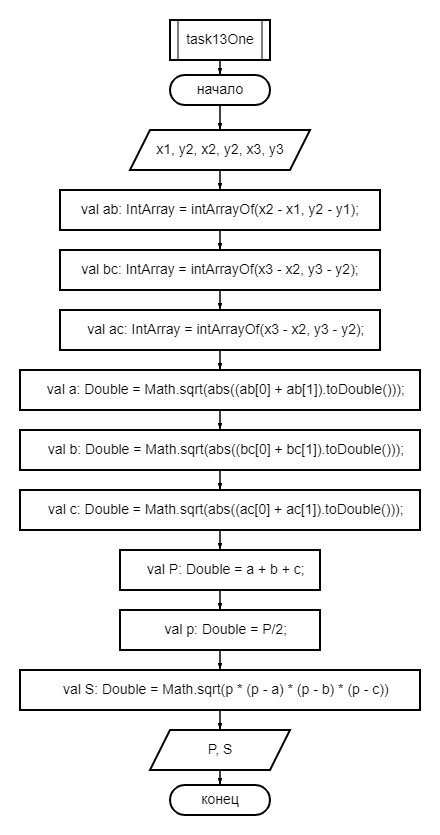 task13One
начало
x1, y2, x2, y2, x3, y3
val ab: IntArray = intArrayOf(x2 - x1, y2 - y1);
val bc: IntArray = intArrayOf(x3 - x2, y3 - y2);
val ac: IntArray = intArrayOf(x3 - x2, y3 - y2);
val a: Double = Math.sqrt(abs((ab[0] + ab[1]).toDouble()));
val b: Double = Math.sqrt(abs((bc[0] + bc[1]).toDouble()));
val c: Double = Math.sqrt(abs((ac[0] + ac[1]).toDouble()));
val P: Double = a + b + c;
val p: Double = P/2;
val S: Double = Math.sqrt(p * (p - a) * (p - b) * (p - c))
P, S
конец